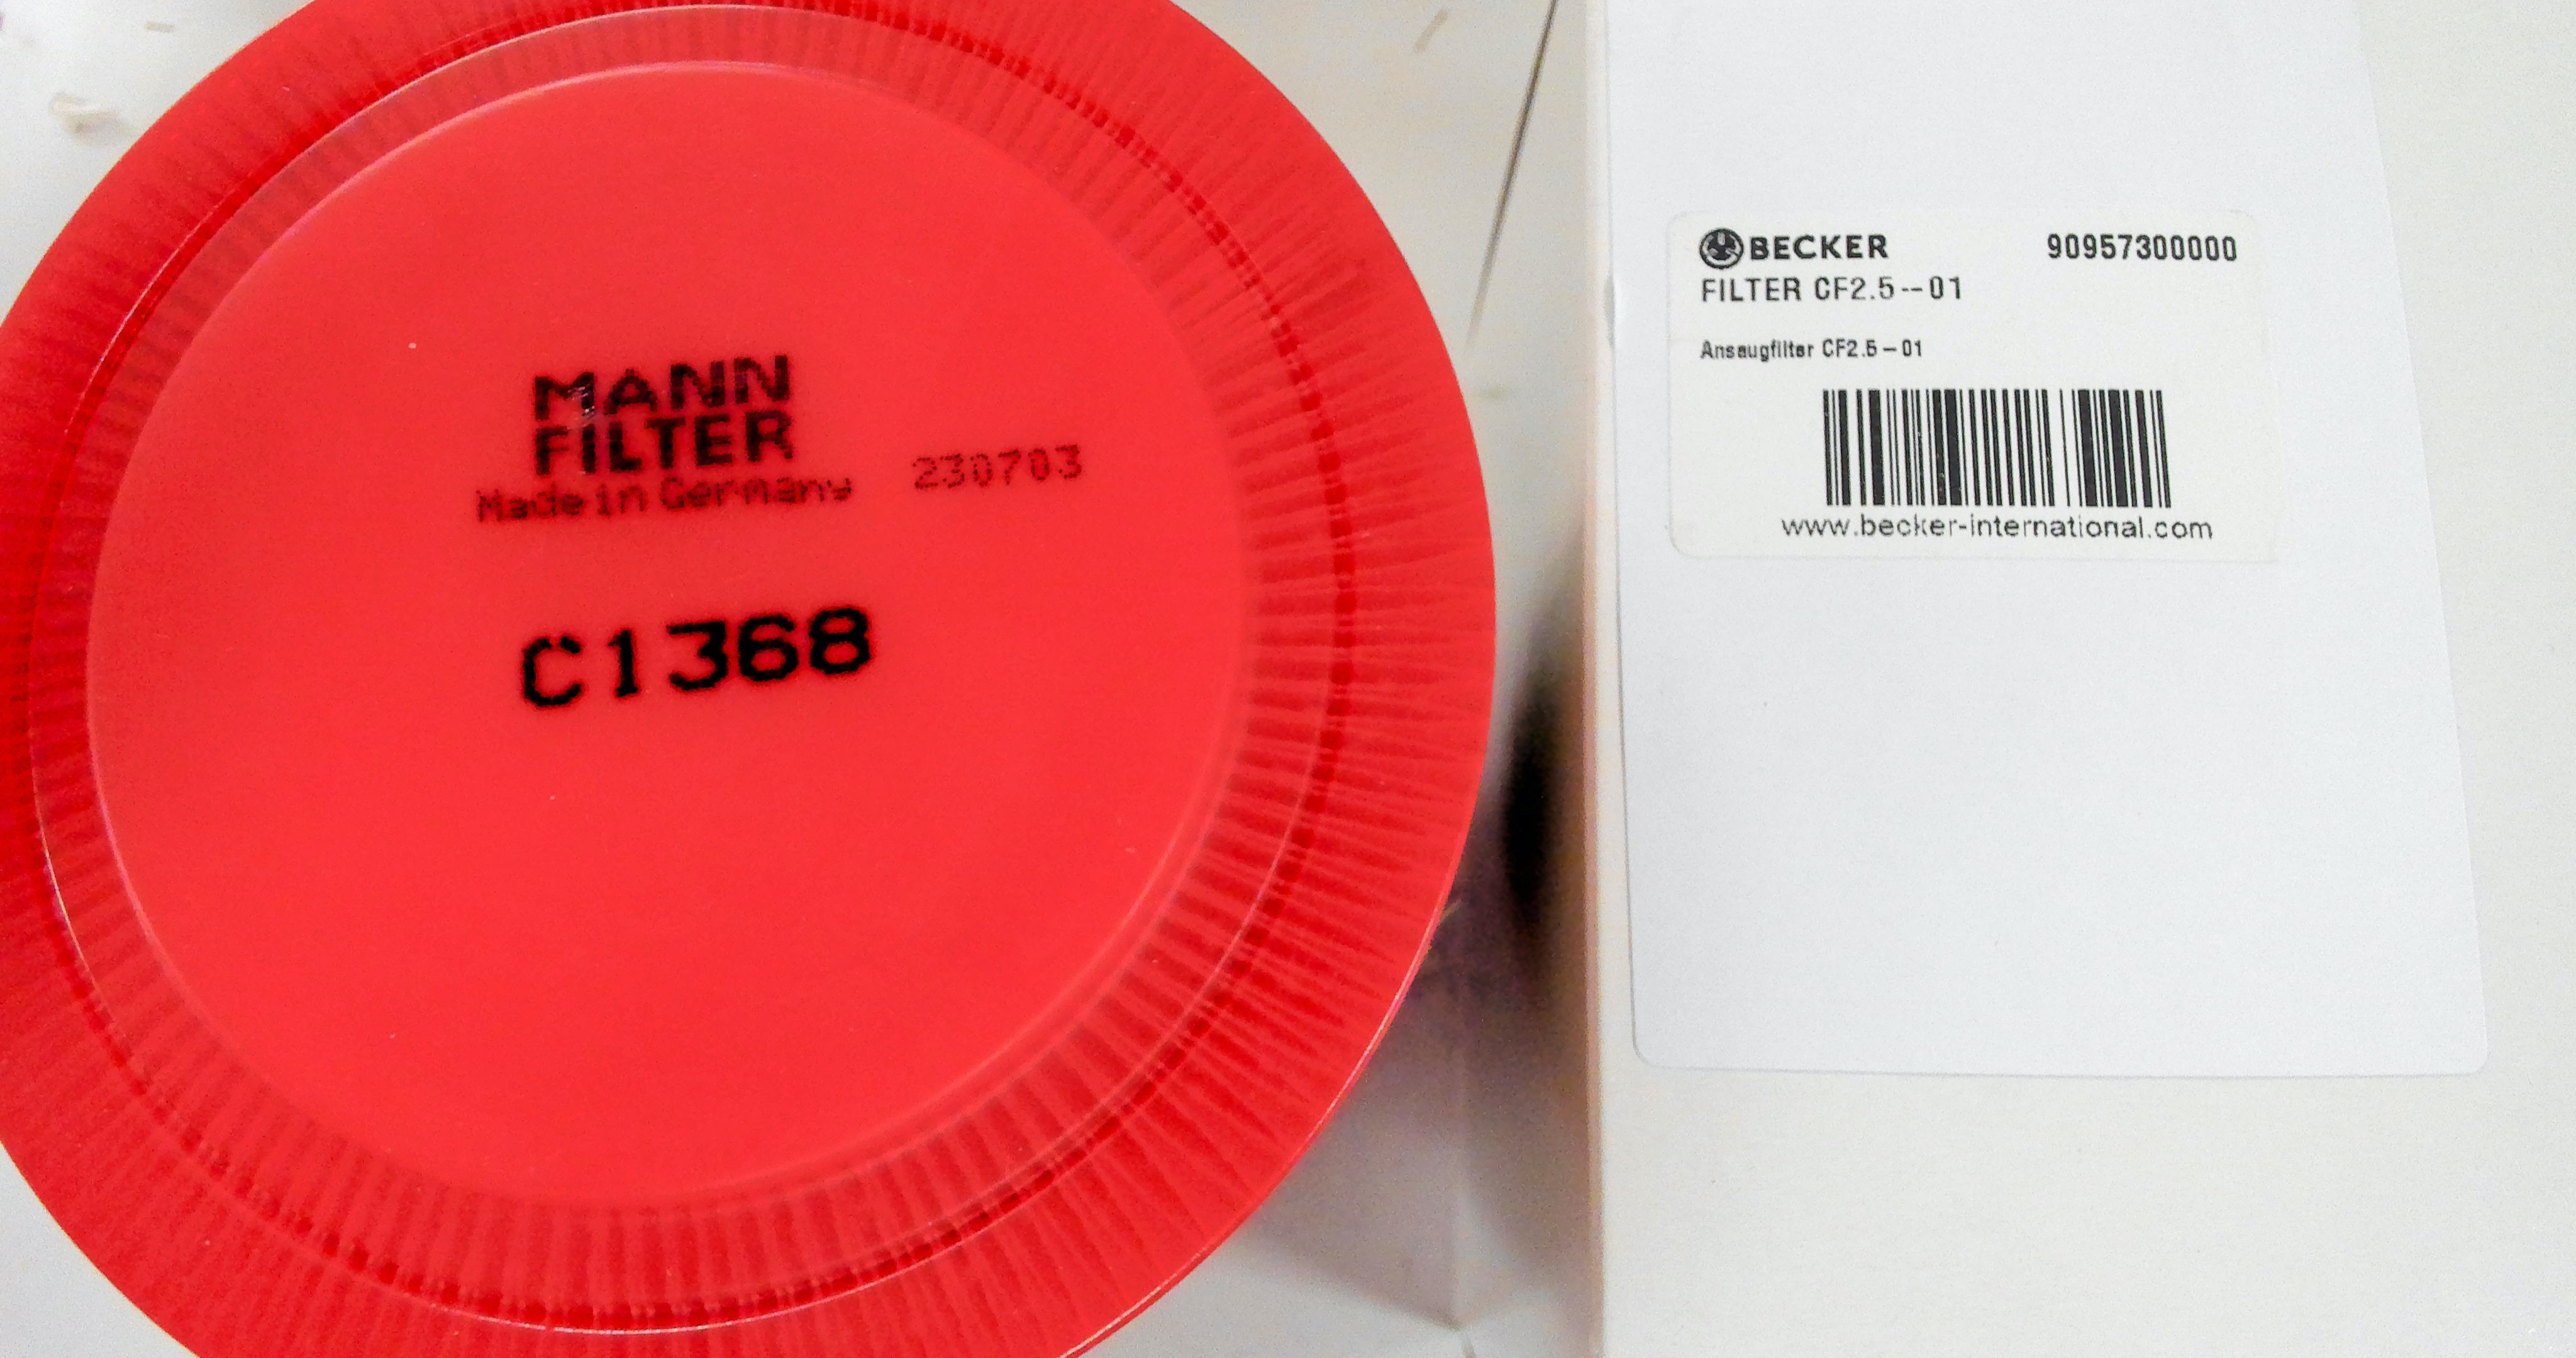 MANN
FILTER
Made in Germany 230703
C1368
BECKER 90957300000
FILTER CF2.5--01
Ansaugfilter CF2.5-01
www.becker-international.com